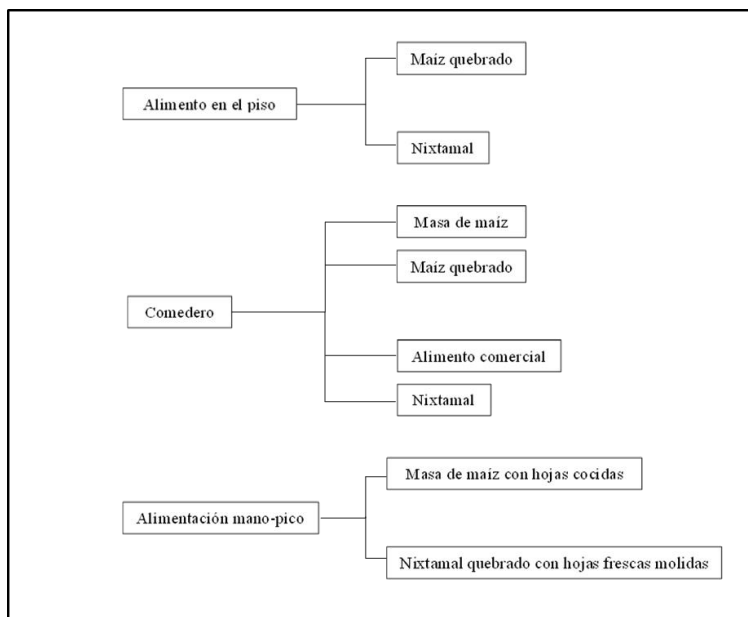 Maíz quebrado
Alimento en el piso
Nixtamal
Masa de maíz
Maíz quebrado
Comedero
Alimento comercial
Nixtamal
Masa de maíz con hojas cocidas
Alimentación mano-pico
Nixtamal quebrado con hojas frescas molidas